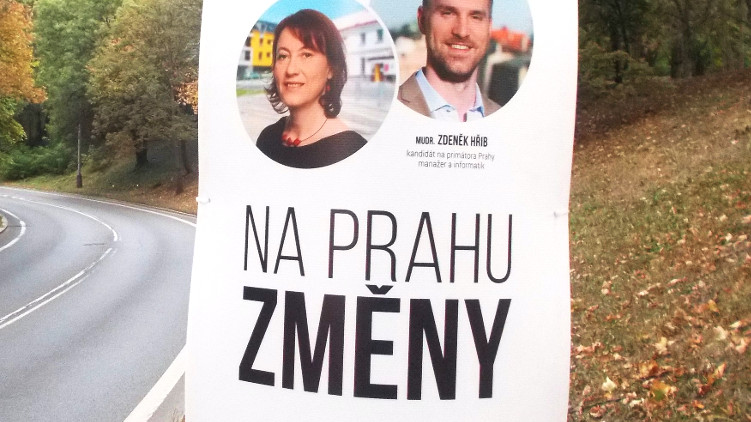 MUDR. ZDENĚK HŘIB
kandidát na primátora Prahy
manažer a informatik
NA PRAHU
ZMĚNY